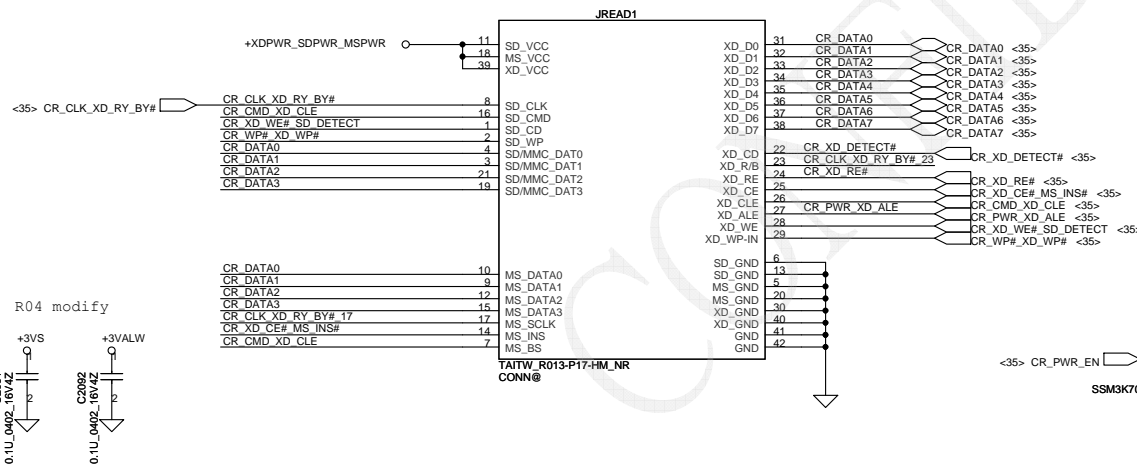 JREAD1
+XDPWR_SDPWR_MSPWR
11 SD_VCC
18 MS_VCC
39 XD_VCC
<35> CR_CLK_XD_RY_BY#
CR_CLK_XD_RY_BY# 8 SD_CLK
CR_CMD_XD_CLE 16 SD_CMD
CR_XD_WE#_SD_DETECT 1 SD_CD
CR_WP#_XD_WP# 2 SD_WP
CR_DATA0 4 SD/MMC_DAT0
CR_DATA1 3 SD/MMC_DAT1
CR_DATA2 21 SD/MMC_DAT2
CR_DATA3 19 SD/MMC_DAT3
CR_DATA0 10 MS_DATA0
CR_DATA1 9 MS_DATA1
CR_DATA2 12 MS_DATA2
CR_DATA3 15 MS_DATA3
CR_CLK_XD_RY_BY#_17 17 MS_SCLK
CR_XD_CE#_MS_INS# 14 MS_INS
CR_CMD_XD_CLE 7 MS_BS
TAITW_R013-P17-HM_NR
CONN@
XD_D0 31 CR_DATA0 CR_DATA0 <35>
XD_D1 32 CR_DATA1 CR_DATA1 <35>
XD_D2 33 CR_DATA2 CR_DATA2 <35>
XD_D3 34 CR_DATA3 CR_DATA3 <35>
XD_D4 35 CR_DATA4 CR_DATA4 <35>
XD_D5 36 CR_DATA5 CR_DATA5 <35>
XD_D6 37 CR_DATA6 CR_DATA6 <35>
XD_D7 38 CR_DATA7 CR_DATA7 <35>
XD_CD 22 CR_XD_DETECT# CR_XD_DETECT# <35>
XD_R/B 23 CR_CLK_XD_RY_BY#_23
XD_RE 24 CR_XD_RE# CR_XD_RE# <35>
XD_CE 25 CR_XD_CE#_MS_INS# <35>
XD_CLE 26 CR_CMD_XD_CLE <35>
XD_ALE 27 CR_PWR_XD_ALE CR_PWR_XD_ALE <35>
XD_WE 28 CR_XD_WE#_SD_DETECT <35>
XD_WP-IN 29 CR_WP#_XD_WP# <35>
SD_GND 6
SD_GND 13
MS_GND 5
MS_GND 20
XD_GND 30
XD_GND 40
GND 41
GND 42
R04 modify
+3VS
1
2
0.1U_0402_16V4Z
+3VALW
1
2
C2092
0.1U_0402_16V4Z
<35> CR_PWR_EN
SSM3K70